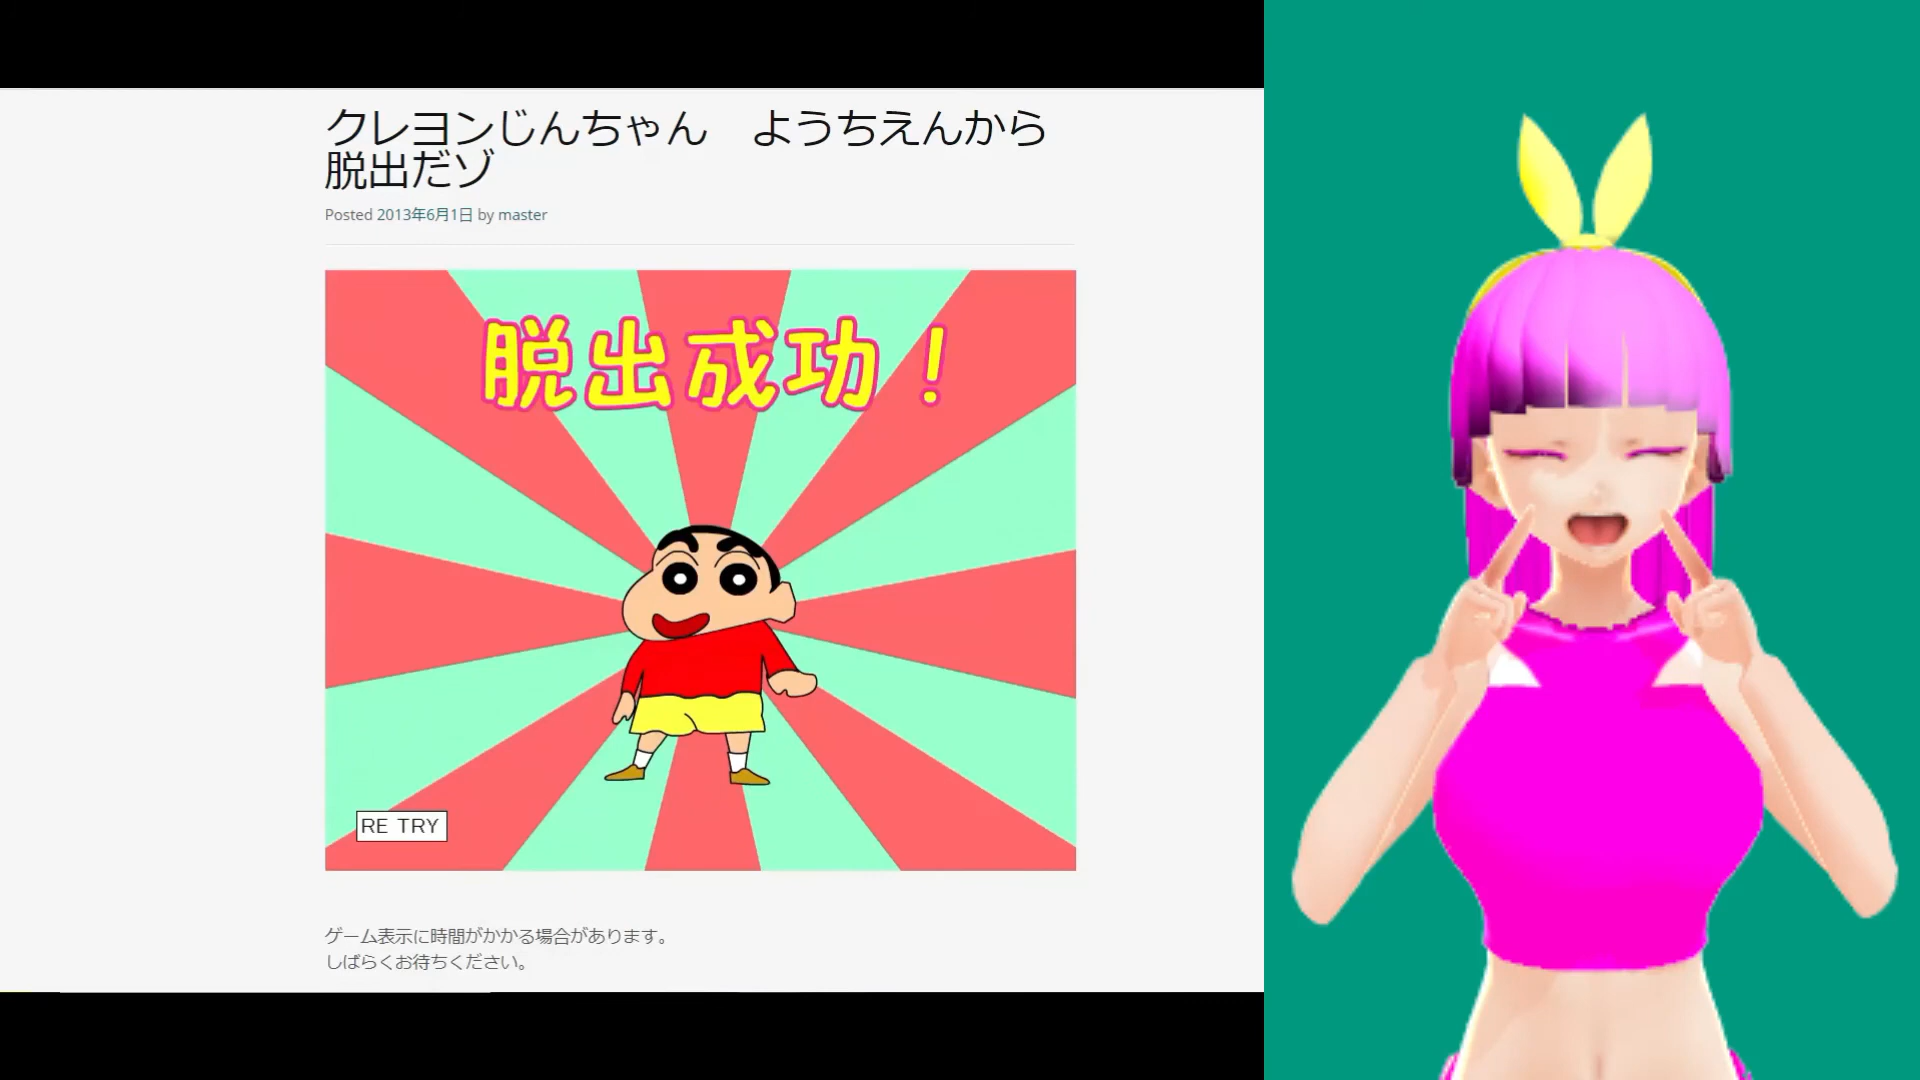 クレヨンじんちゃん　ようちえんから
脱出だゾ
Posted 2013年6月1日 by master
脱出成功！
RE TRY
ゲーム表示に時間がかかる場合があります。
しばらくお待ちください。